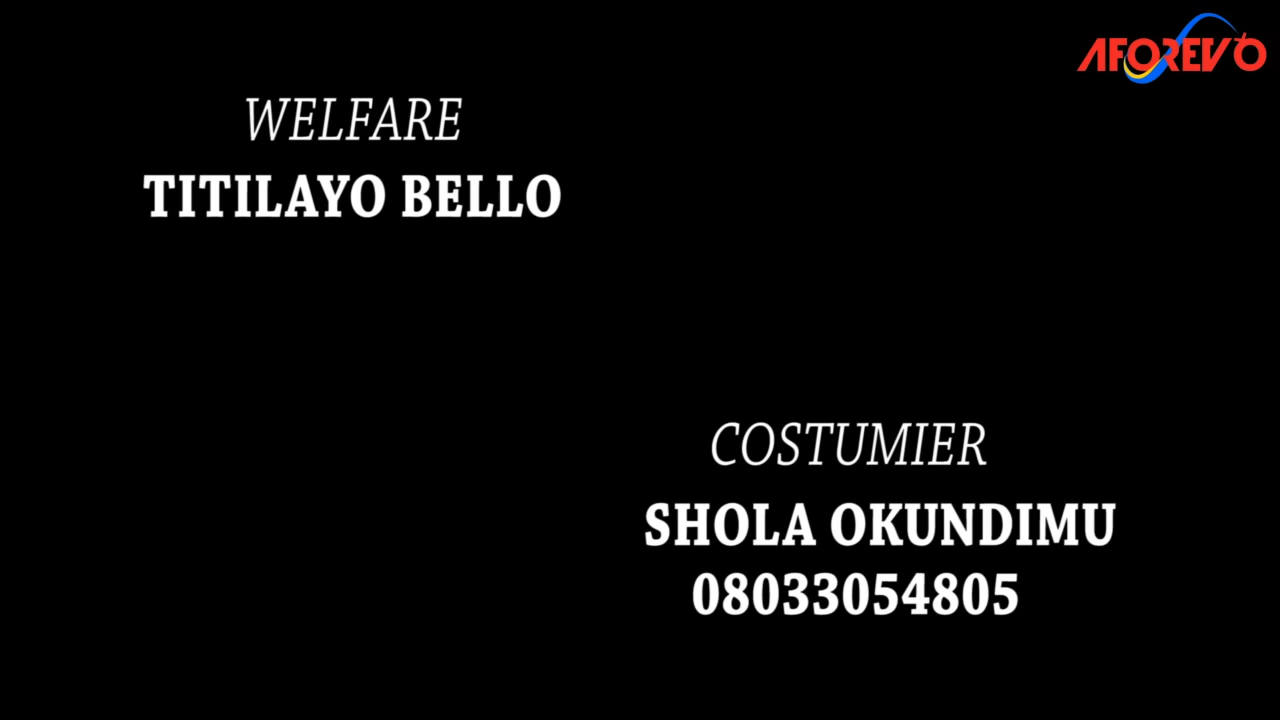 AFOREVO
WELFARE
TITILAYO BELLO
COSTUMIER
SHOLA OKUNDIMU
08033054805